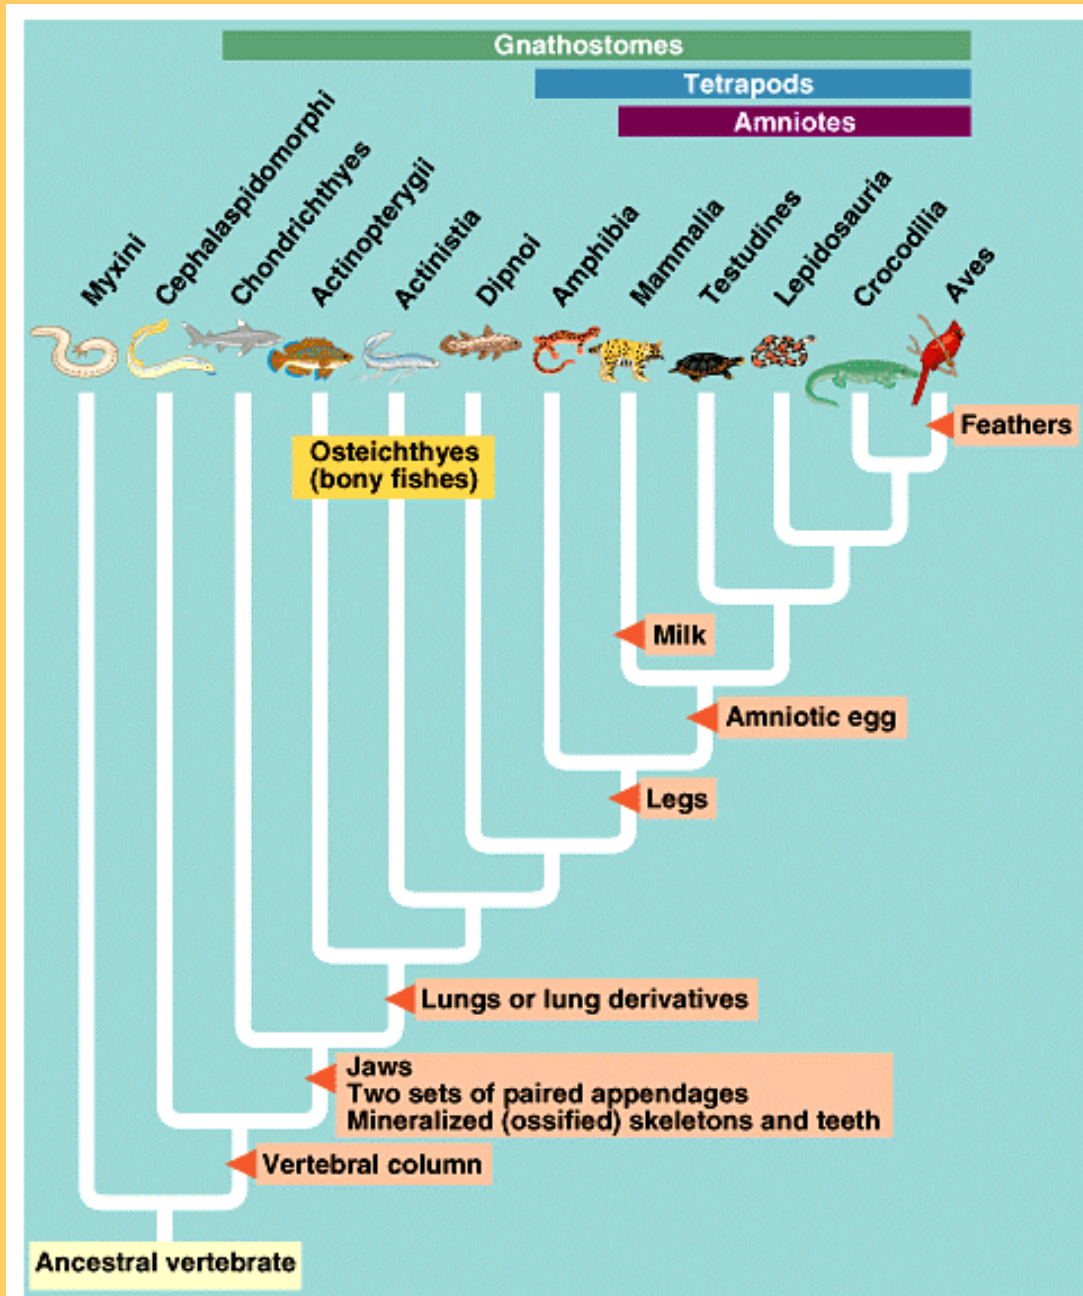 Gnathostomes
Tetrapods
Amniotes
Myxini
Cephalaspidomorphi
Chondrichthyes
Actinopterygii
Actinistia
Dipnoi
Amphibia
Mammalia
Testudines
Lepidosauria
Crocodilia
Aves
Feathers
Osteichthyes
(bony fishes)
Milk
Amniotic egg
Legs
Lungs or lung derivatives
Jaws
Two sets of paired appendages
Mineralized (ossified) skeletons and teeth
Vertebral column
Ancestral vertebrate